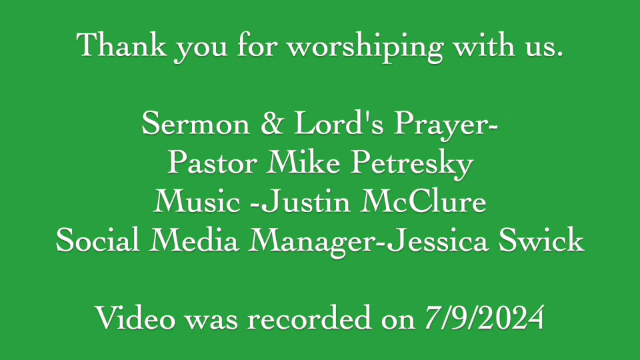 Thank you for worshiping with us.
Sermon & Lord's Prayer-
Pastor Mike Petresky
Music -Justin McClure
Social Media Manager-Jessica Swick
Video was recorded on 7/9/2024